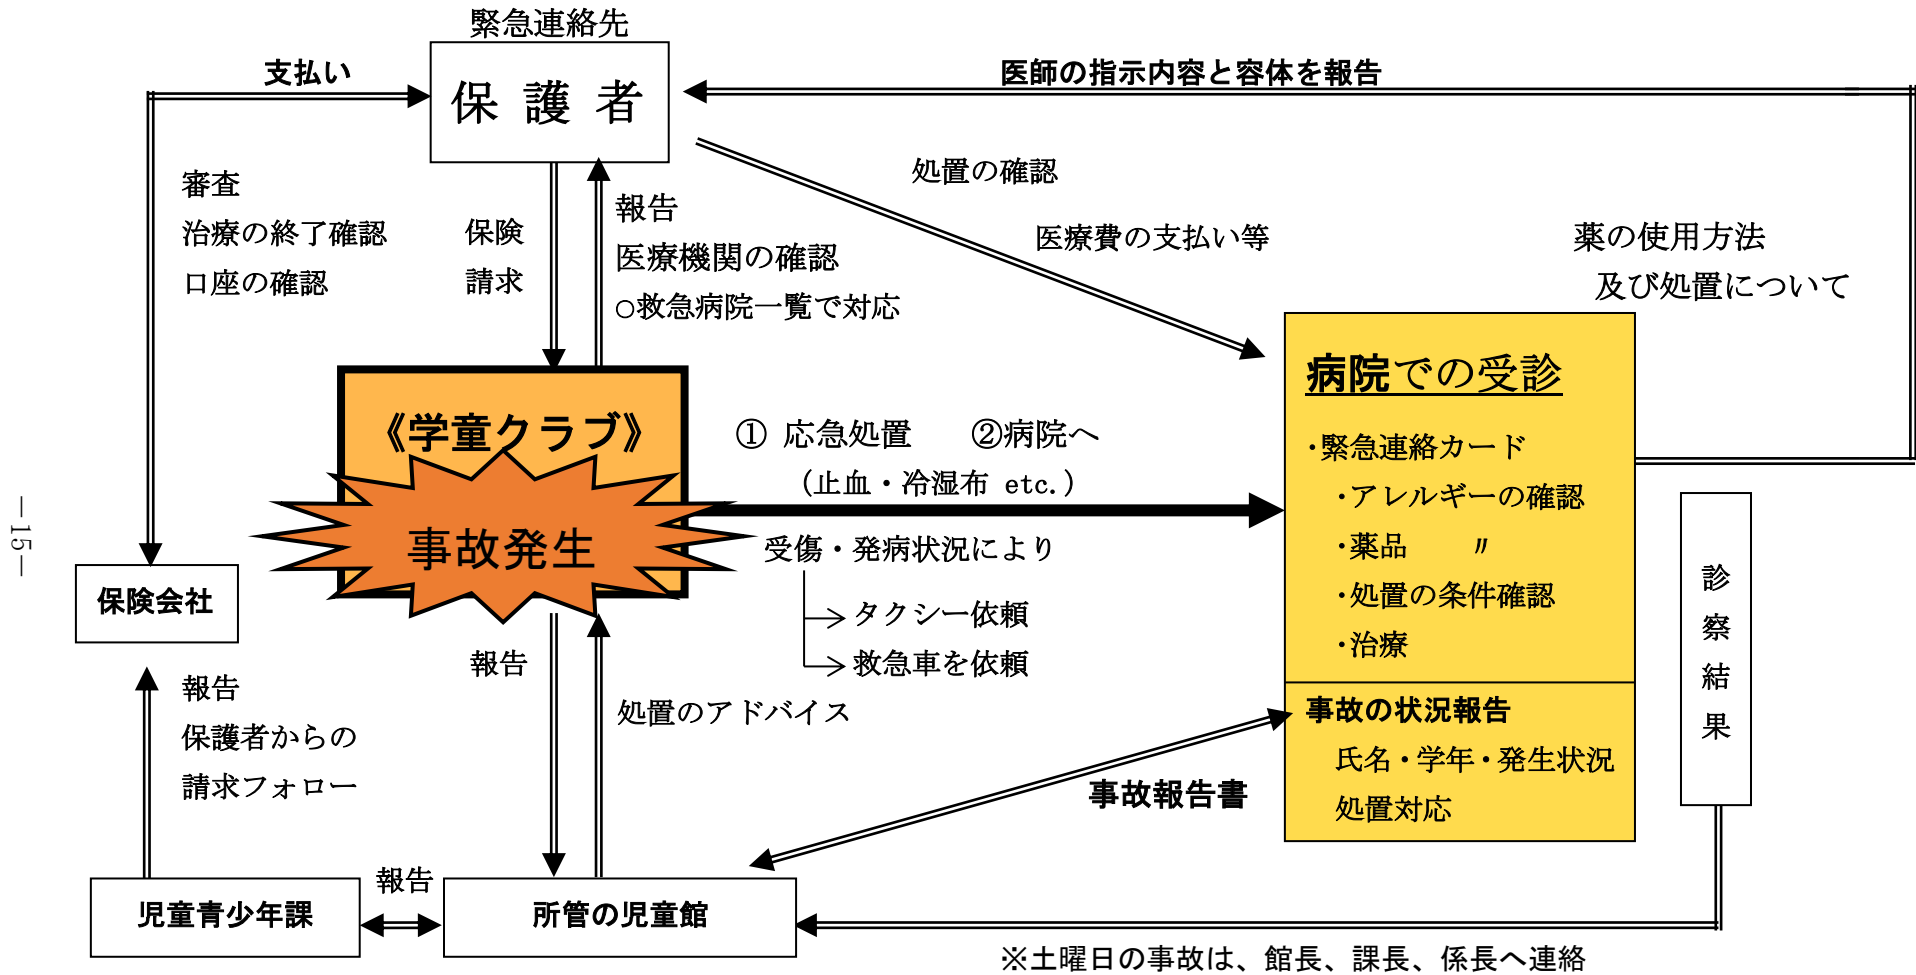 緊急連絡先
保 護 者
支払い
医師の指示内容と容体を報告
審査
治療の終了確認
口座の確認
保険
請求
報告
医療機関の確認
○救急病院一覧で対応
処置の確認
医療費の支払い等
薬の使用方法
及び処置について
《学童クラブ》
事故発生
① 応急処置　②病院へ
(止血・冷湿布 etc.)
受傷・発病状況により
タクシー依頼
救急車を依頼
病院での受診
・緊急連絡カード
・アレルギーの確認
・薬品　〃
・処置の条件確認
・治療
事故の状況報告
氏名・学年・発生状況
処置対応
診察結果
保険会社
報告
保護者からの
請求フォロー
報告
処置のアドバイス
事故報告書
児童青少年課
報告
所管の児童館
※土曜日の事故は、館長、課長、係長へ連絡
－15－